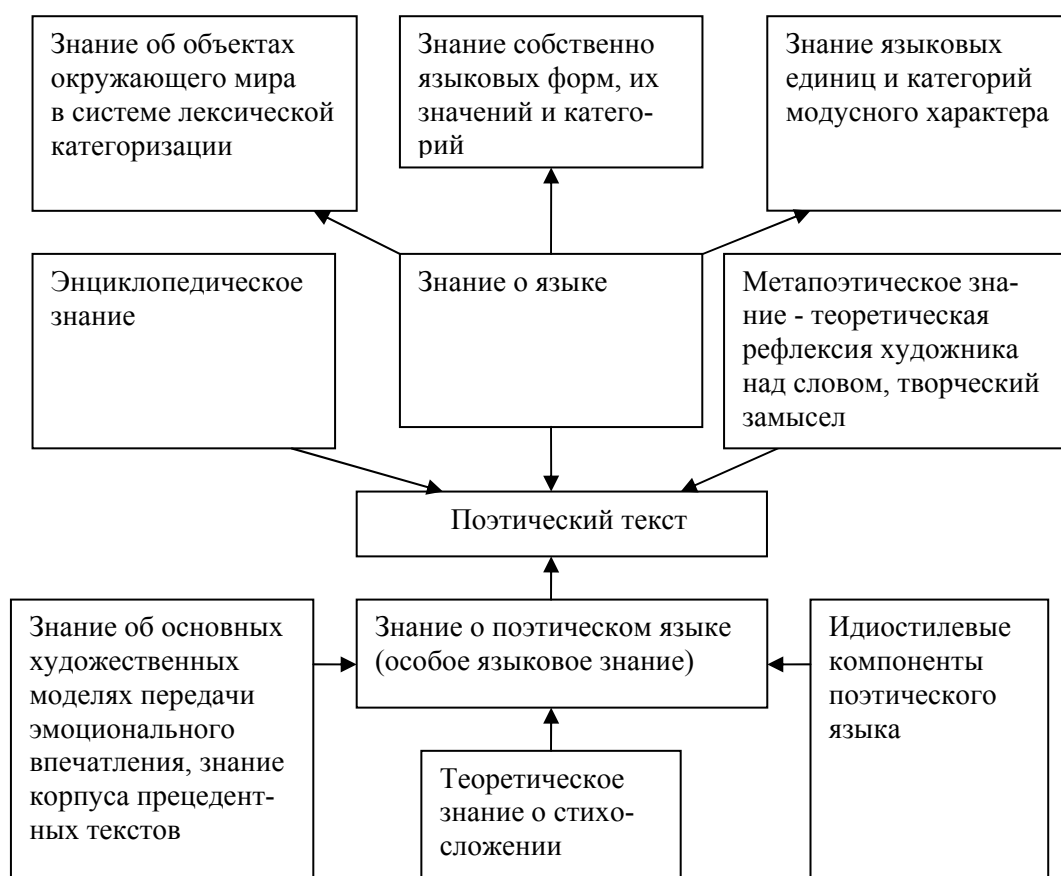 Знание об объектах
окружающего мира
в системе лексической
категоризации
Знание собственно
языковых форм, их
значений и катего-
рий
Знание языковых
единиц и категорий
модусного характера
Энциклопедическое
знание
Знание о языке
Метапоэтическое зна-
ние - теоретическая
рефлексия художника
над словом, творческий
замысел
Поэтический текст
Знание об основных
художественных
моделях передачи
эмоционального
впечатления, знание
корпуса прецедент-
ных текстов
Знание о поэтическом языке
(особое языковое знание)
Идиостилевые
компоненты
поэтического
языка
Теоретическое
знание о стихо-
сложении